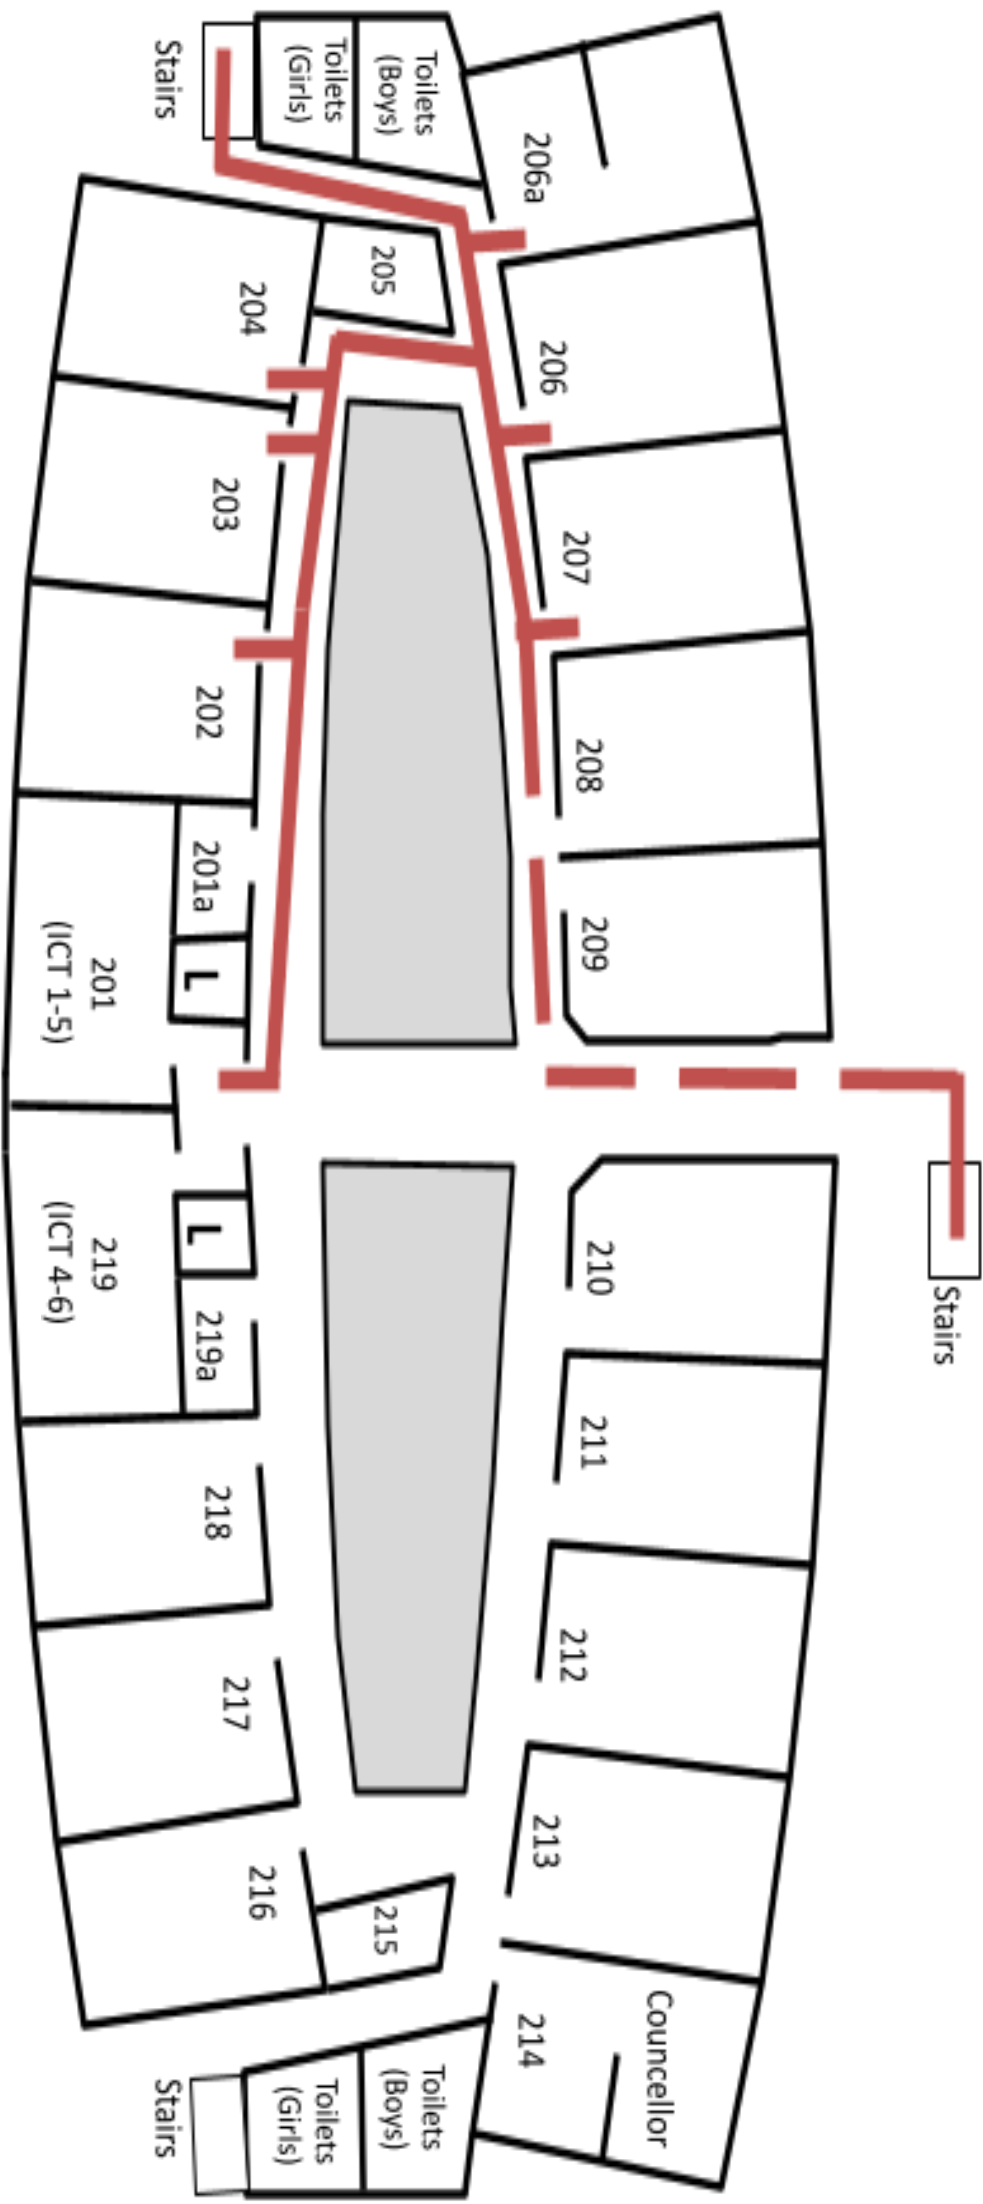 Stairs
Toilets
(Girls)
Toilets
(Boys)
206a
205
204
206
203
207
202
208
201a
209
L
201
(ICT 1-5)
219
(ICT 4-6)
L
210
Stairs
219a
211
218
212
217
213
216
215
214
Councellor
Toilets
(Boys)
Toilets
(Girls)
Stairs